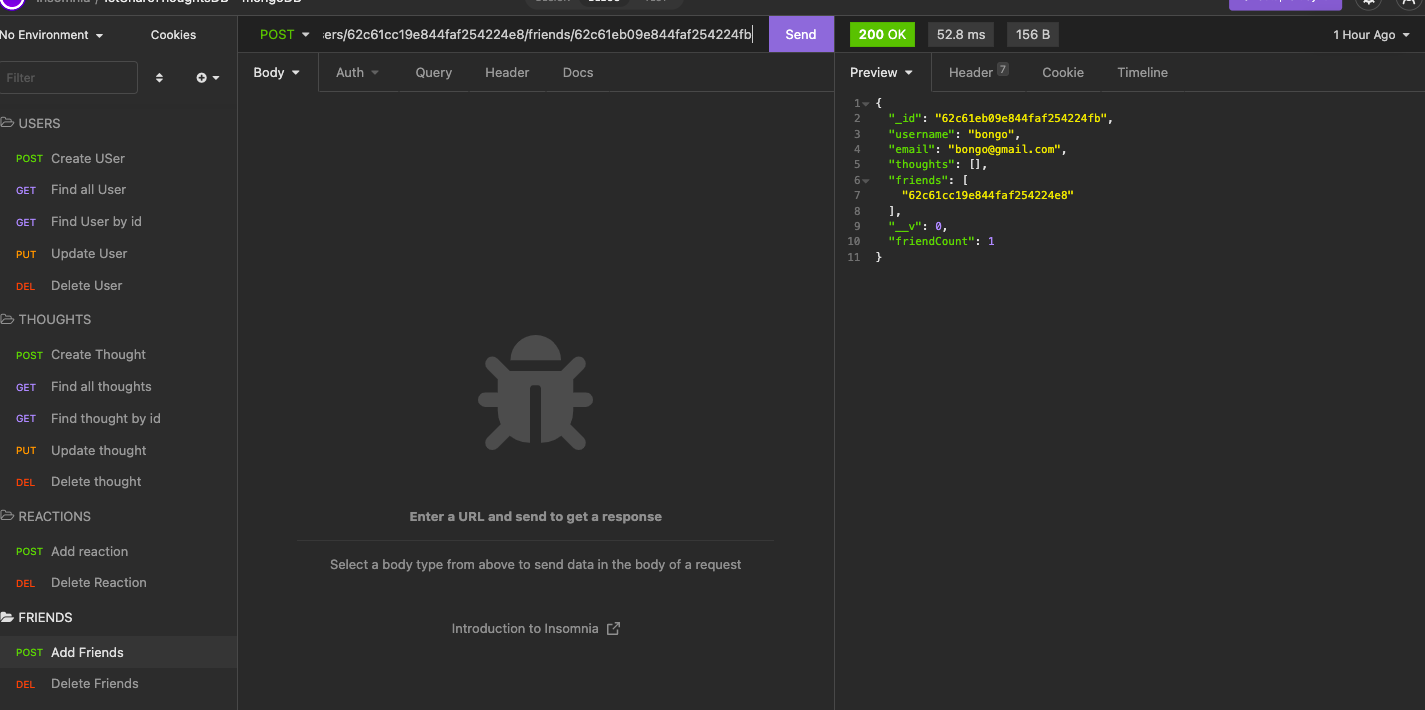 No Environment
Cookies
Filter
USERS
POST Create USer
GET Find all User
GET Find User by id
PUT Update User
DEL Delete User
THOUGHTS
POST Create Thought
GET Find all thoughts
GET Find thought by id
PUT Update thought
DEL Delete thought
REACTIONS
POST Add reaction
DEL Delete Reaction
FRIENDS
POST Add Friends
DEL Delete Friends
POST
ers/62c61cc19e844faf254224e8/friends/62c61eb09e844faf254224fb
Send
Body
Auth
Query
Header
Docs
Enter a URL and send to get a response
Select a body type from above to send data in the body of a request
Introduction to Insomnia
200 OK
52.8 ms
156 B
1 Hour Ago
Preview
Header 7
Cookie
Timeline
1 {
2 "_id": "62c61eb09e844faf254224fb",
3 "username": "bongo",
4 "email": "bongo@gmail.com",
5 "thoughts": [],
6 "friends": [
7 "62c61cc19e844faf254224e8"
8 ],
9 "__v": 0,
10 "friendCount": 1
11 }